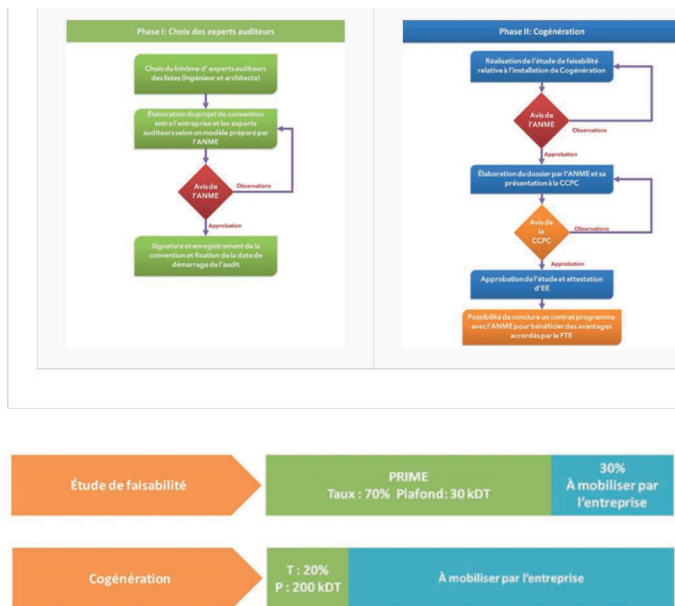 Phase I: Choix des experts auditeurs
Choix du binôme d' experts auditeurs
des listes (Ingénieur et architecte)
Élaboration du projet de convention
entre l'entreprise et les experts
auditeurs selon un modèle préparé par
l'ANME
Avis de
l'ANME
Observations
Approbation
Signature et enregistrement de la
convention et fixation de la date de
démarrage de l'audit
Phase II: Cogénération
Réalisation de l'étude de faisabilité
relative à l'installation de Cogénération
Avis de
l'ANME
Observations
Approbation
Élaboration du dossier par l'ANME et sa
présentation à la CCPC
Avis de
la
CCPC
Observations
Approbation
Approbation de l'étude et attestation
d'EE
Possibilité de conclure un contrat programme
avec l'ANME pour bénéficier des avantages
accordés par le FTE
Étude de faisabilité
PRIME
Taux : 70% Plafond: 30 kDT
30%
À mobiliser par
l'entreprise
Cogénération
T : 20%
P : 200 kDT
À mobiliser par l'entreprise